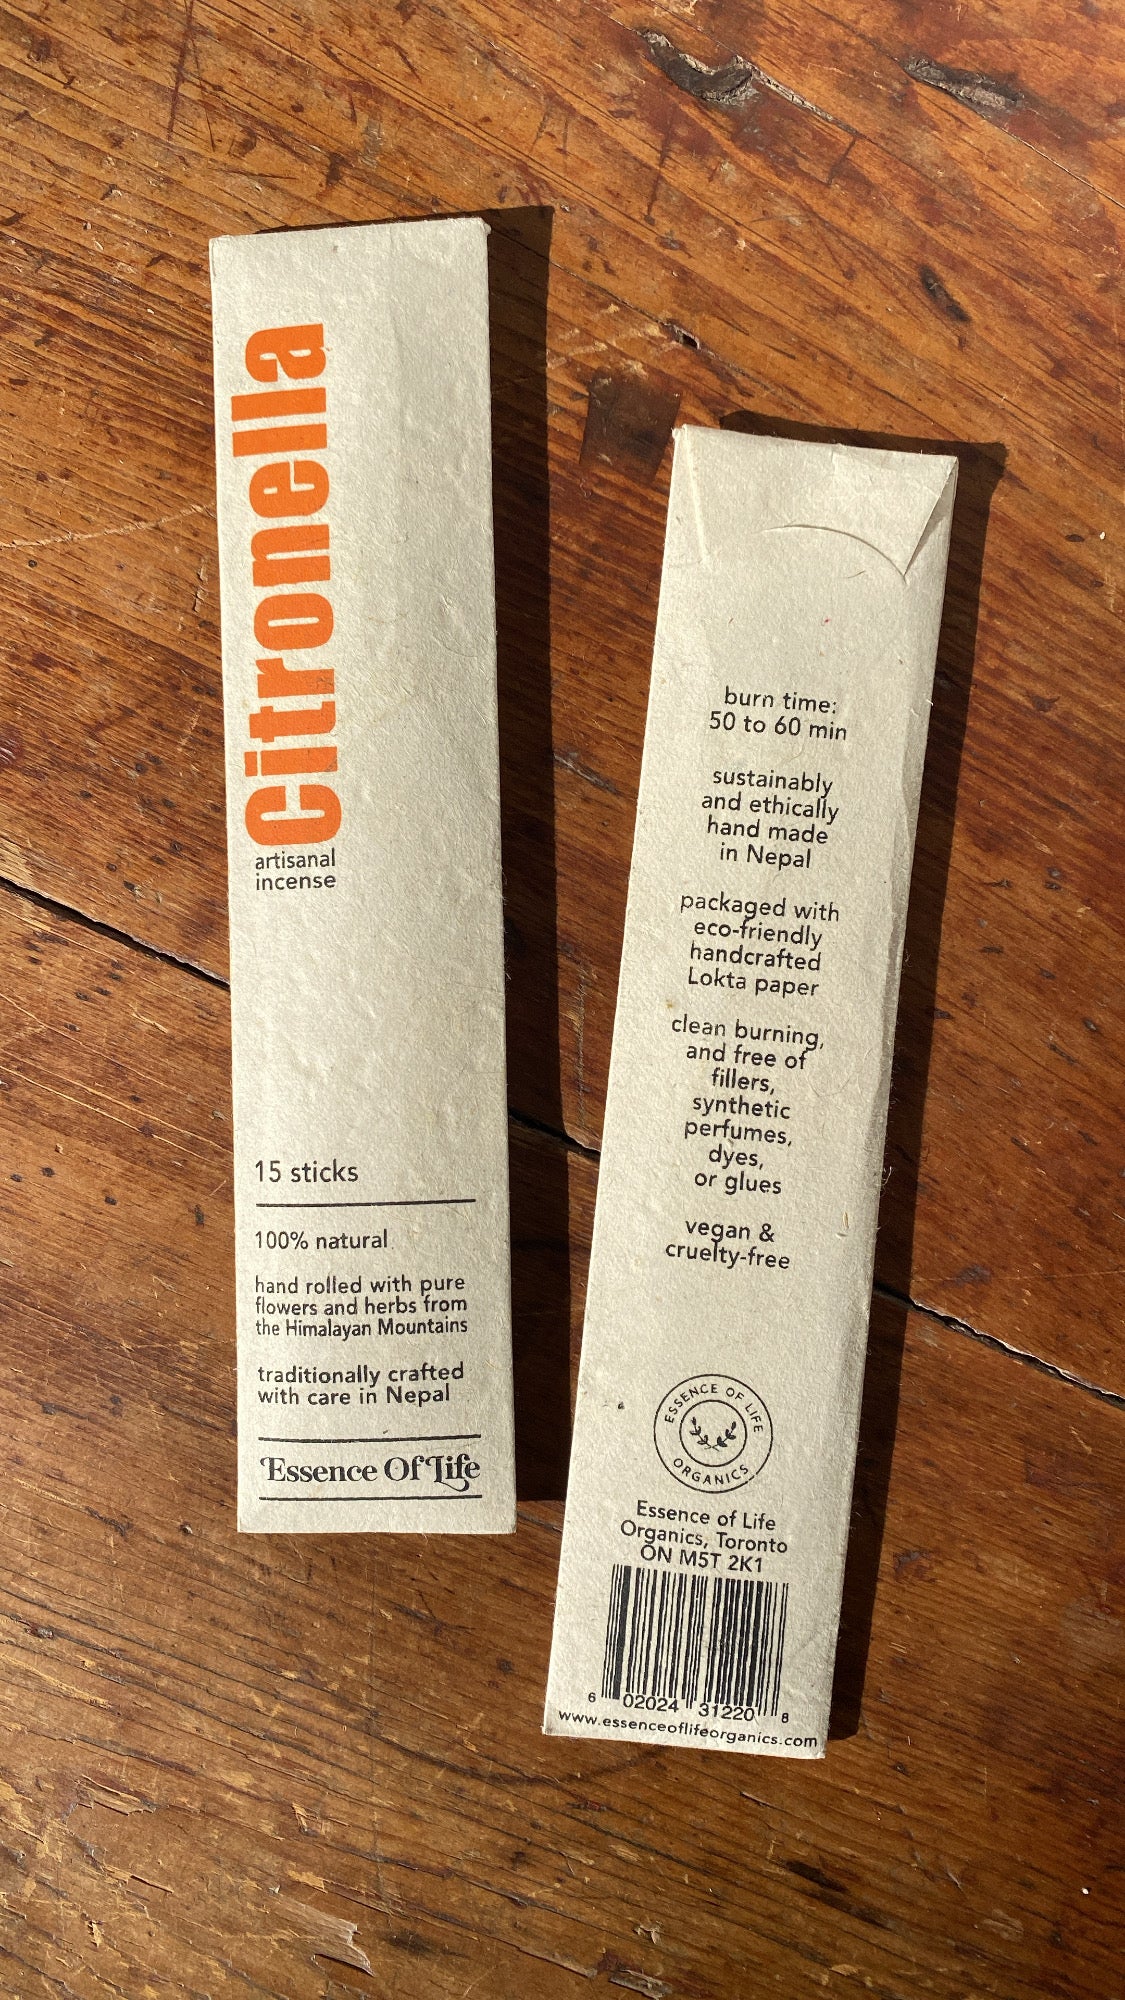 Citronella
artisanal
incense
15 sticks
100% natural
hand rolled with pure
flowers and herbs from
the Himalayan Mountains
traditionally crafted
with care in Nepal
Essence Of Life
burn time:
50 to 60 min
sustainably
and ethically
hand made
in Nepal
packaged with
eco-friendly
handcrafted
Lokta paper
clean burning,
and free of
fillers,
synthetic
perfumes,
dyes,
or glues
vegan &
cruelty-free
ESSENCE OF LIFE
ORGANICS
Essence of Life
Organics, Toronto
ON M5T 2K1
6 02024 31220 8
www.essenceoflifeorganics.com